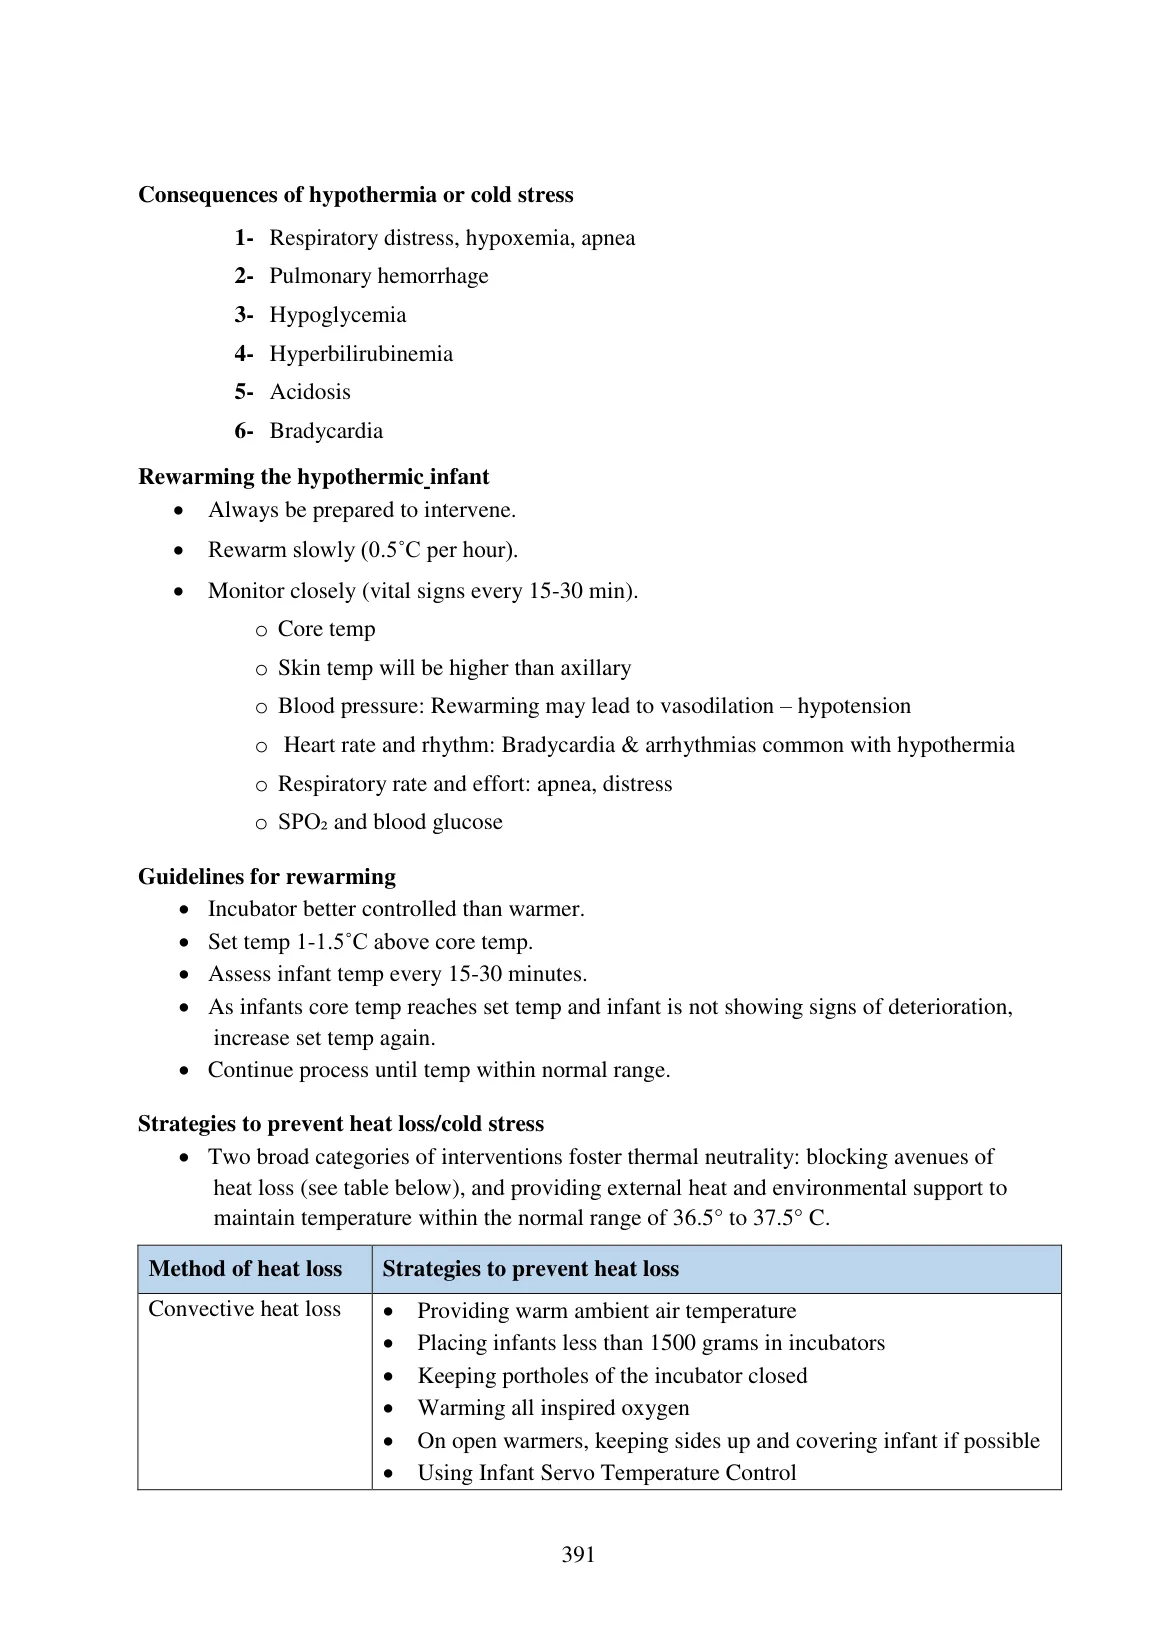 Consequences of hypothermia or cold stress
1- Respiratory distress, hypoxemia, apnea
2- Pulmonary hemorrhage
3- Hypoglycemia
4- Hyperbilirubinemia
5- Acidosis
6- Bradycardia
Rewarming the hypothermic infant
• Always be prepared to intervene.
• Rewarm slowly (0.5˚C per hour).
• Monitor closely (vital signs every 15-30 min).
o Core temp
o Skin temp will be higher than axillary
o Blood pressure: Rewarming may lead to vasodilation – hypotension
o Heart rate and rhythm: Bradycardia & arrhythmias common with hypothermia
o Respiratory rate and effort: apnea, distress
o SPO₂ and blood glucose
Guidelines for rewarming
• Incubator better controlled than warmer.
• Set temp 1-1.5˚C above core temp.
• Assess infant temp every 15-30 minutes.
• As infants core temp reaches set temp and infant is not showing signs of deterioration,
increase set temp again.
• Continue process until temp within normal range.
Strategies to prevent heat loss/cold stress
• Two broad categories of interventions foster thermal neutrality: blocking avenues of
heat loss (see table below), and providing external heat and environmental support to
maintain temperature within the normal range of 36.5° to 37.5° C.
Method of heat loss Strategies to prevent heat loss
Convective heat loss • Providing warm ambient air temperature
• Placing infants less than 1500 grams in incubators
• Keeping portholes of the incubator closed
• Warming all inspired oxygen
• On open warmers, keeping sides up and covering infant if possible
• Using Infant Servo Temperature Control
391